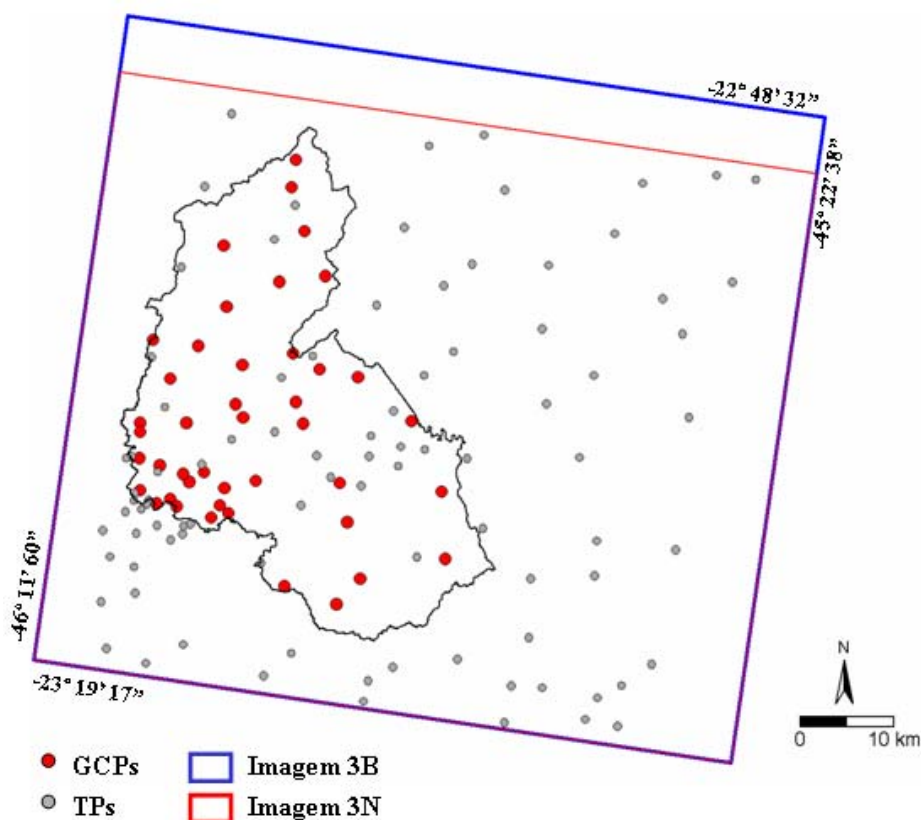 -22° 48' 32"
-45° 22' 38"
-46° 11' 60"
-23° 19' 17"
N
0 10 km
GCPs
Imagem 3B
TPs
Imagem 3N